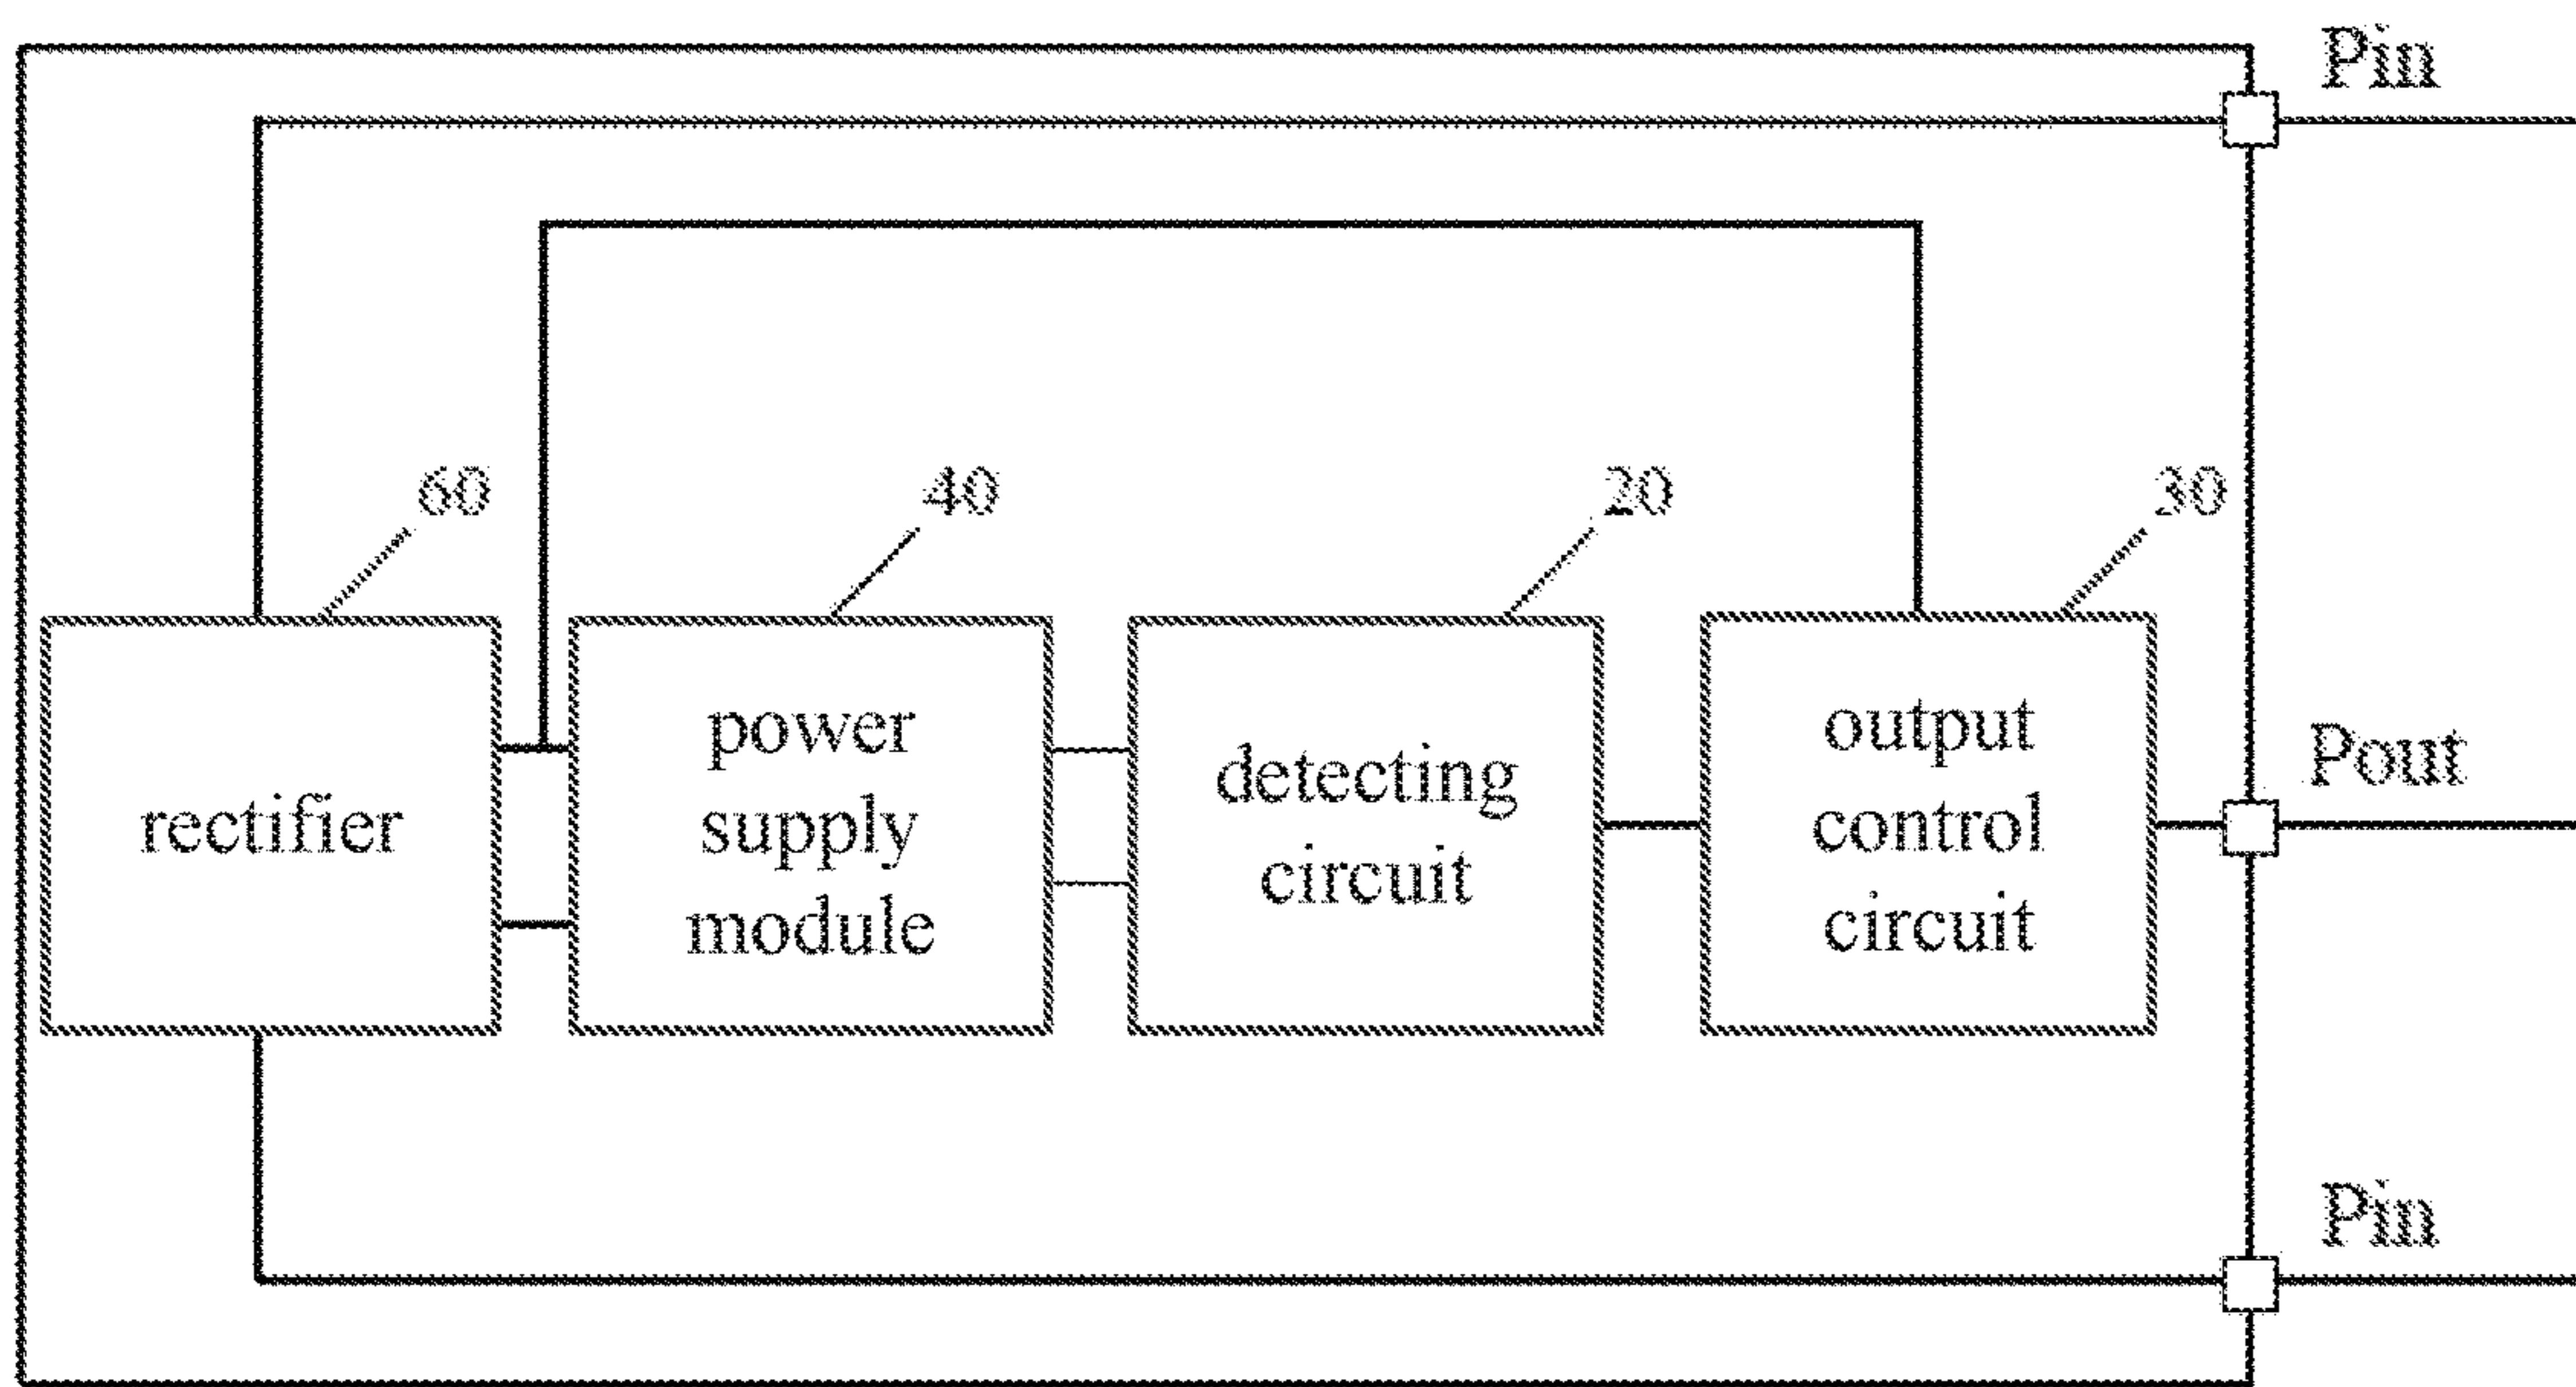 Pin
60
40
20
30
rectifier
power
supply
module
detecting
circuit
output
control
circuit
Pout
Pin